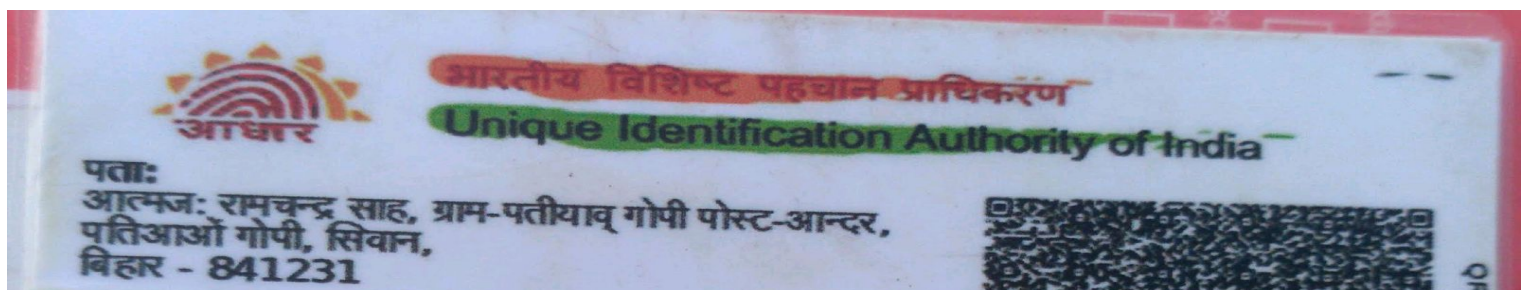 भारतीय विशिष्ट पहचान प्राधिकरण
Unique Identification Authority of India
आधार
पता:
आत्मज: रामचन्द्र साह, ग्राम-पतीयाव् गोपी पोस्ट-आन्दर,
पतिआओं गोपी, सिवान,
बिहार - 841231